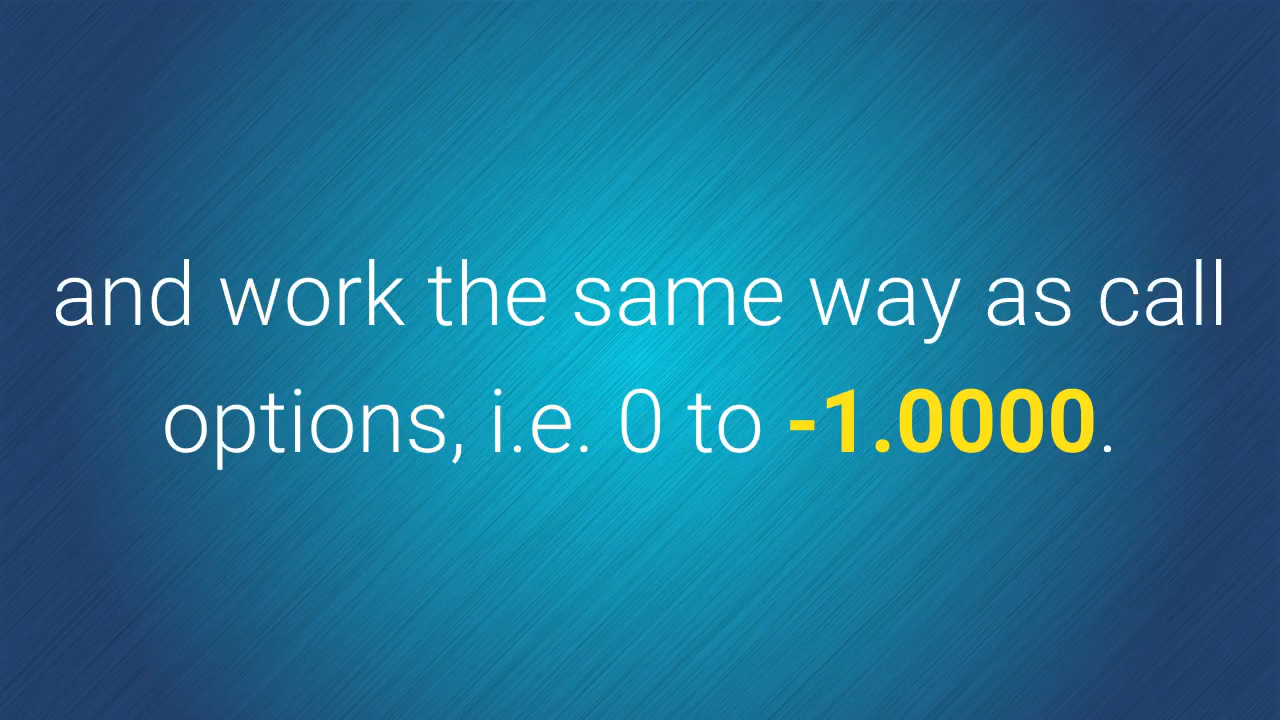 and work the same way as call
options, i.e. 0 to -1.0000.